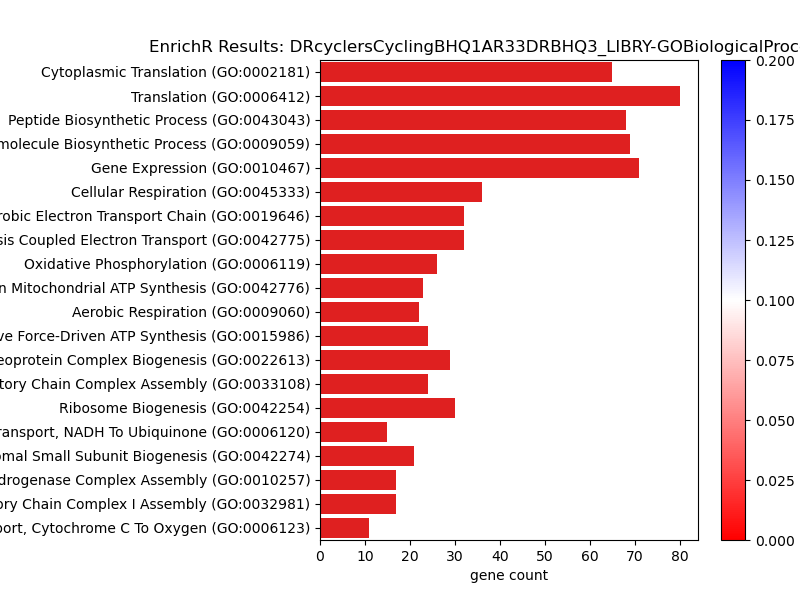 EnrichR Results: DRcyclersCyclingBHQ1AR33DRBHQ3_LIBRY-GOBiologicalProc
Cytoplasmic Translation (GO:0002181)
Translation (GO:0006412)
Peptide Biosynthetic Process (GO:0043043)
molecule Biosynthetic Process (GO:0009059)
Gene Expression (GO:0010467)
Cellular Respiration (GO:0045333)
robic Electron Transport Chain (GO:0019646)
sis Coupled Electron Transport (GO:0042775)
Oxidative Phosphorylation (GO:0006119)
n Mitochondrial ATP Synthesis (GO:0042776)
Aerobic Respiration (GO:0009060)
ve Force-Driven ATP Synthesis (GO:0015986)
eoprotein Complex Biogenesis (GO:0022613)
tory Chain Complex Assembly (GO:0033108)
Ribosome Biogenesis (GO:0042254)
ransport, NADH To Ubiquinone (GO:0006120)
omal Small Subunit Biogenesis (GO:0042274)
drogenase Complex Assembly (GO:0010257)
ory Chain Complex I Assembly (GO:0032981)
port, Cytochrome C To Oxygen (GO:0006123)
0 10 20 30 40 50 60 70 80
gene count
0.200
0.175
0.150
0.125
0.100
0.075
0.050
0.025
0.000